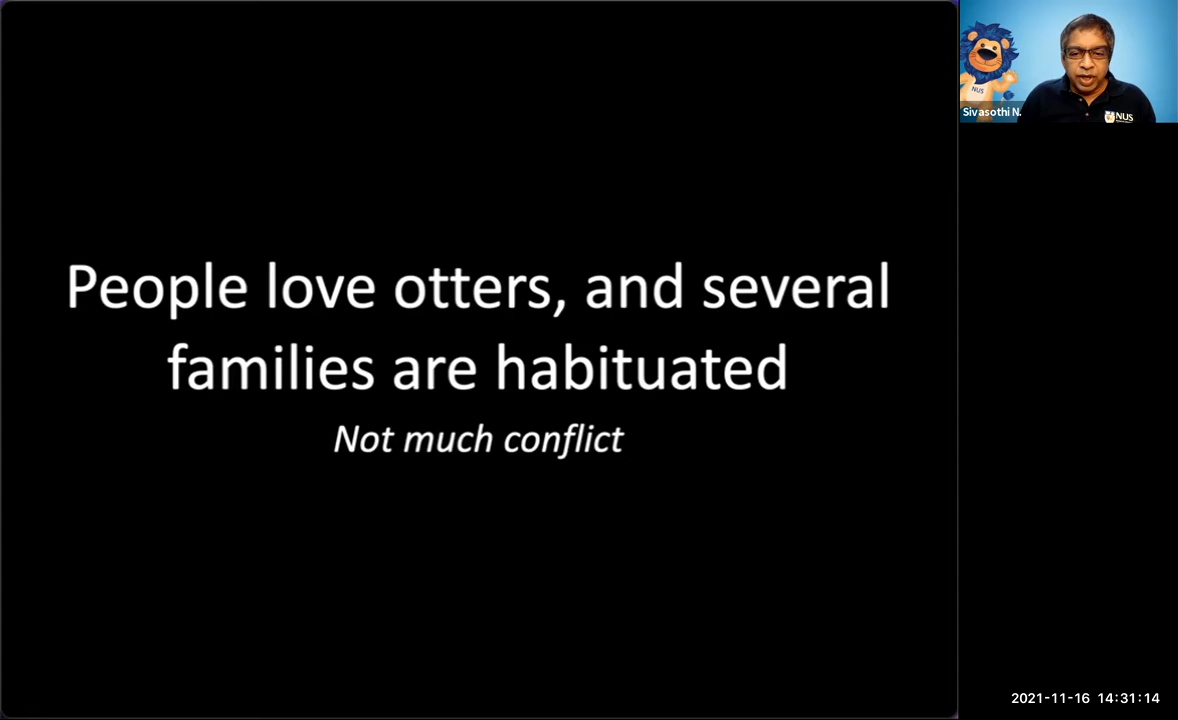 People love otters, and several
families are habituated
Not much conflict
NUS
Sivasothi N.
NUS
2021-11-16 14:31:14